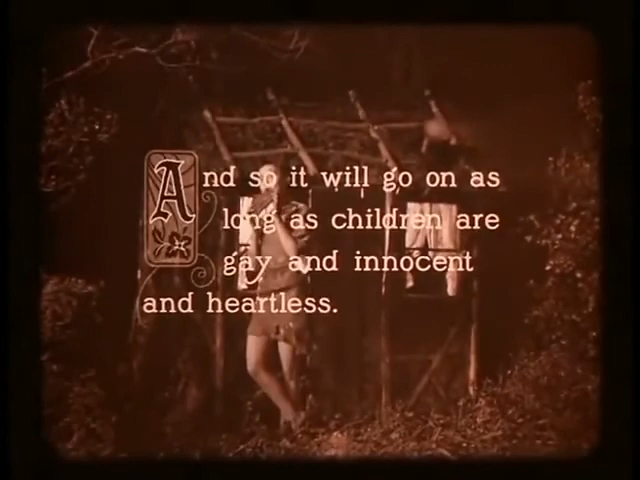 And so it will go on as
long as children are
gay and innocent
and heartless.